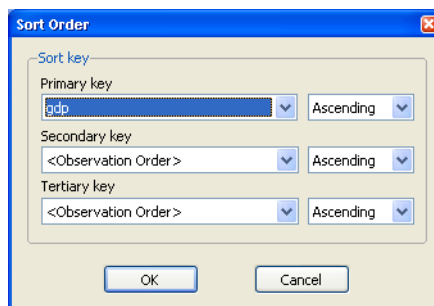 Sort Order
Sort key
Primary key
gdp Ascending
Secondary key
<Observation Order> Ascending
Tertiary key
<Observation Order> Ascending
OK Cancel